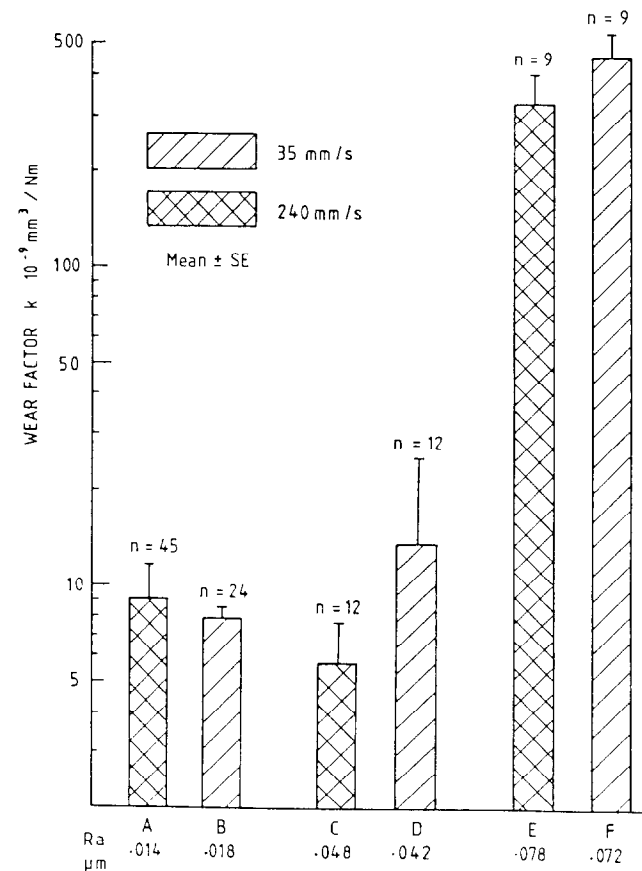 WEAR FACTOR k 10⁻⁹ mm³ / Nm
500
200
100
50
10
5
35 mm/s
240 mm/s
Mean ± SE
n = 45
n = 24
n = 12
n = 12
n = 9
n = 9
A B C D E F
Ra μm .014 .018 .048 .042 .078 .072